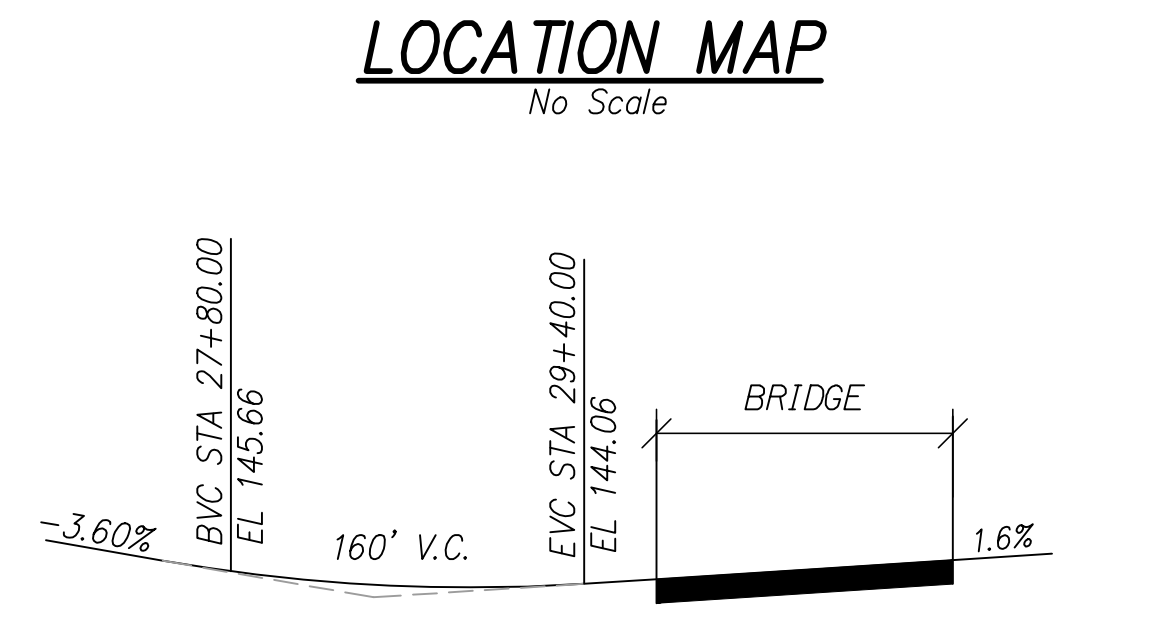 LOCATION MAP
No Scale
BVC STA 27+80.00
EL 145.66
EVC STA 29+40.00
EL 144.06
BRIDGE
-3.60%
160' V.C.
1.6%